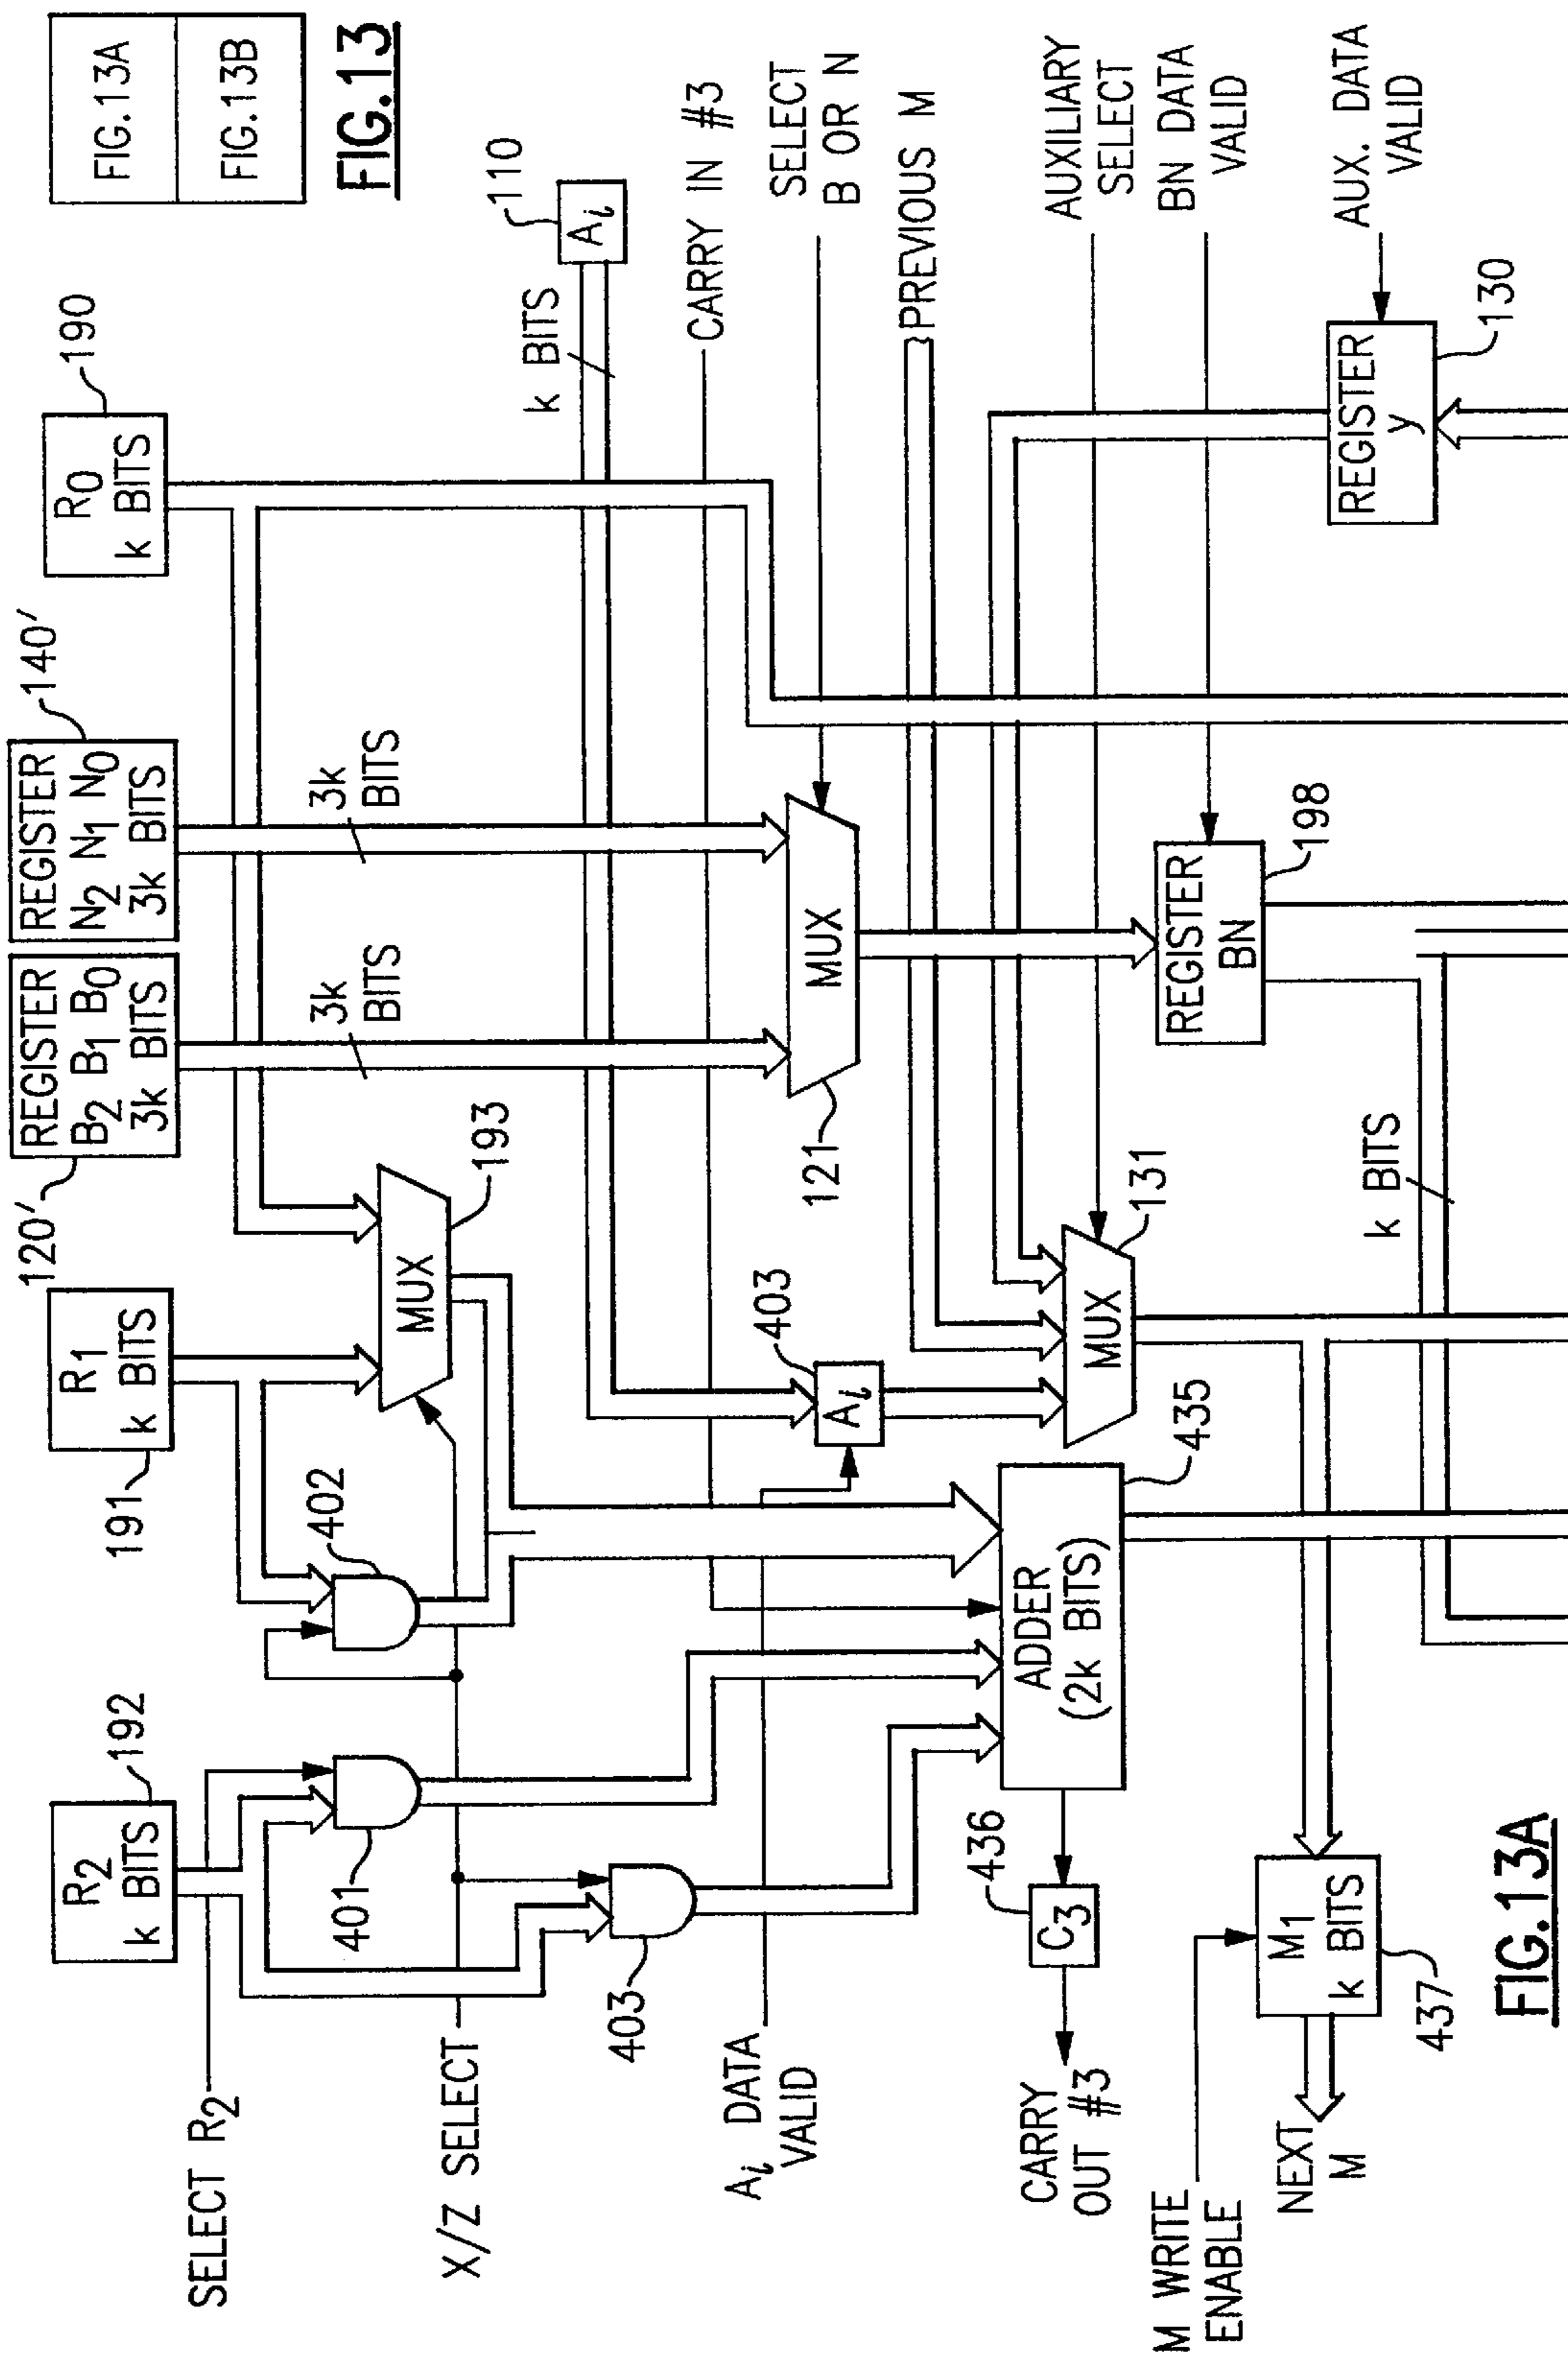 FIG.13A
FIG.13B
FIG.13
SELECT R2
R2
k BITS
192
R1
k BITS
191
REGISTER
B2 B1 B0
3k BITS
120'
REGISTER
N2 N1 N0
3k BITS
140'
R0
k BITS
190
401
402
403
X/Z SELECT
MUX
193
3k
BITS
3k
BITS
k BITS
Ai
110
CARRY IN #3
SELECT
B OR N
PREVIOUS M
Ai DATA
VALID
Ai
403
MUX
121
AUXILIARY
SELECT
BN DATA
VALID
CARRY
OUT #3
C3
436
ADDER
(2k BITS)
435
MUX
131
REGISTER
BN
198
AUX. DATA
VALID
REGISTER
y
130
M WRITE
ENABLE
NEXT
M
M1
k BITS
437
k BITS
FIG.13A